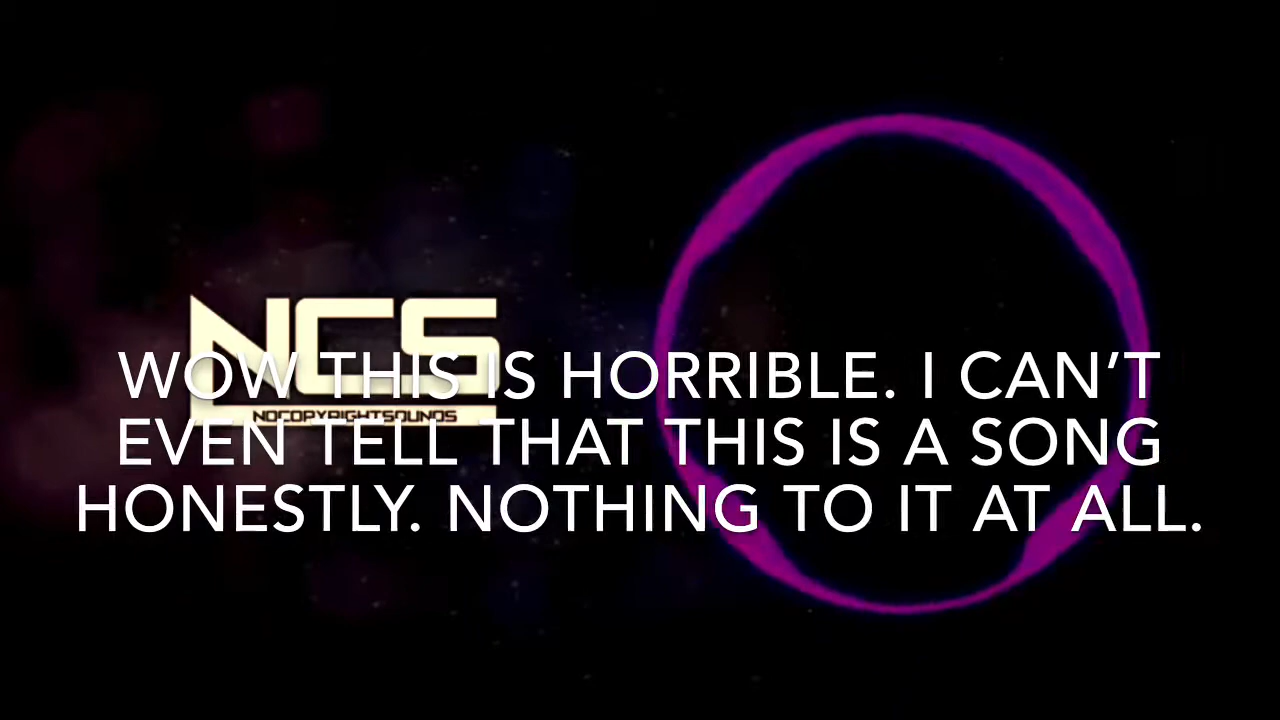 NCS
NOCOPYRIGHTSOUNDS
WOW THIS IS HORRIBLE. I CAN’T
EVEN TELL THAT THIS IS A SONG
HONESTLY. NOTHING TO IT AT ALL.